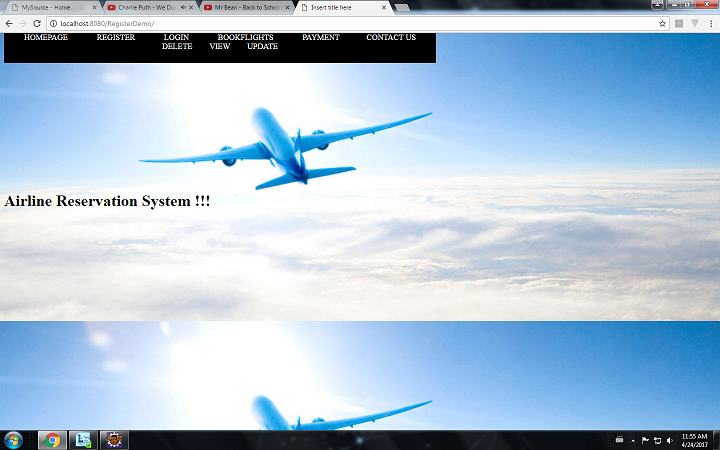 MySource - Home
Charlie Puth - We Do
Mr Bean - Back to Schoo
Insert title here
localhost:8080/RegisterDemo/
HOMEPAGE REGISTER LOGIN BOOKFLIGHTS PAYMENT CONTACT US
DELETE VIEW UPDATE
Airline Reservation System !!!
11:55 AM
4/24/2017